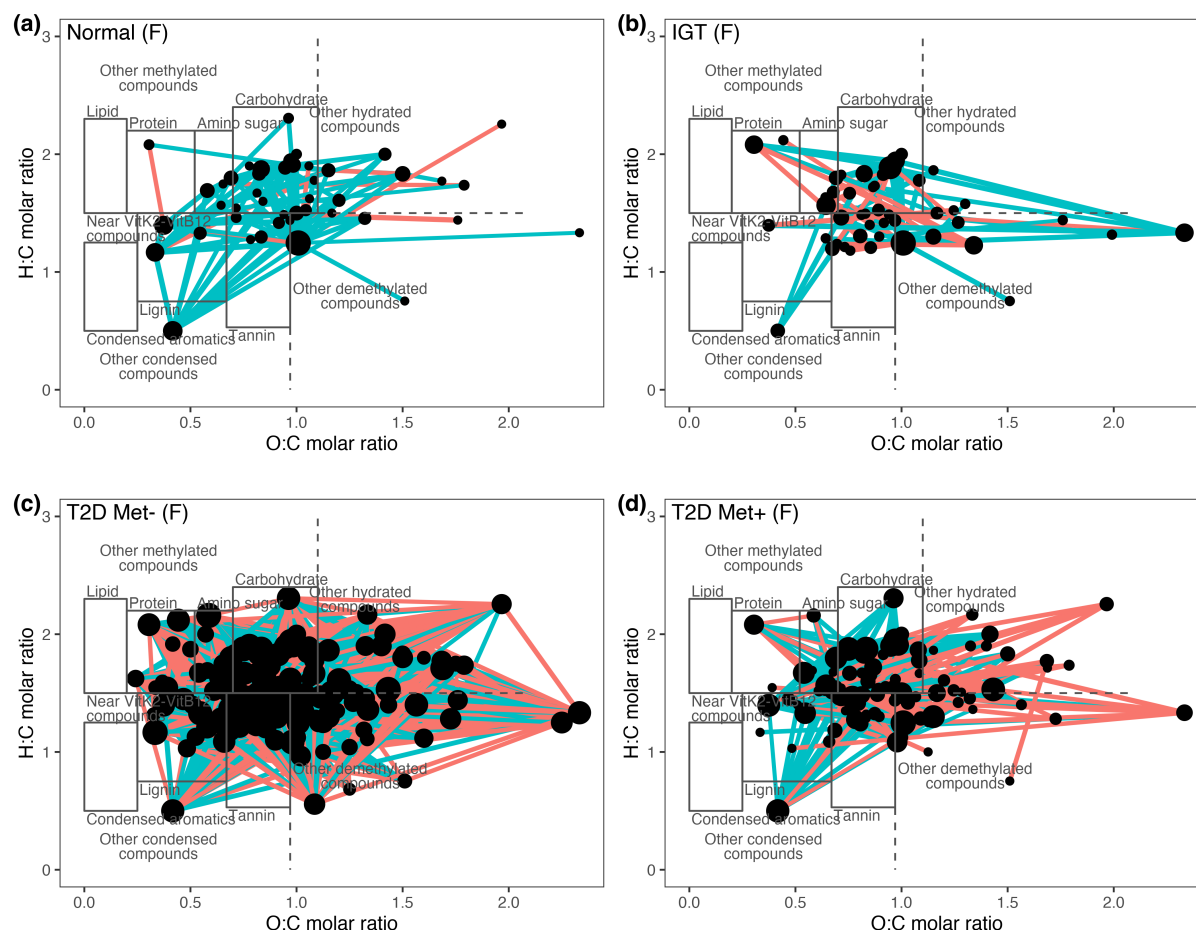 (a)
Normal (F)
3
2
1
0
H:C molar ratio
Other methylated
compounds
Lipid
Protein
Amino sugar
Carbohydrate
Other hydrated
compounds
Near VitK2-VitB12
compounds
Other demethylated
compounds
Lignin
Tannin
Condensed aromatics
Other condensed
compounds
0.0 0.5 1.0 1.5 2.0
O:C molar ratio
(b)
IGT (F)
3
2
1
0
H:C molar ratio
Other methylated
compounds
Lipid
Protein
Amino sugar
Carbohydrate
Other hydrated
compounds
Near VitK2-VitB12
compounds
Other demethylated
compounds
Lignin
Tannin
Condensed aromatics
Other condensed
compounds
0.0 0.5 1.0 1.5 2.0
O:C molar ratio
(c)
T2D Met- (F)
3
2
1
0
H:C molar ratio
Other methylated
compounds
Lipid
Protein
Amino sugar
Carbohydrate
Other hydrated
compounds
Near VitK2-VitB12
compounds
Other demethylated
compounds
Lignin
Tannin
Condensed aromatics
Other condensed
compounds
0.0 0.5 1.0 1.5 2.0
O:C molar ratio
(d)
T2D Met+ (F)
3
2
1
0
H:C molar ratio
Other methylated
compounds
Lipid
Protein
Amino sugar
Carbohydrate
Other hydrated
compounds
Near VitK2-VitB12
compounds
Other demethylated
compounds
Lignin
Tannin
Condensed aromatics
Other condensed
compounds
0.0 0.5 1.0 1.5 2.0
O:C molar ratio